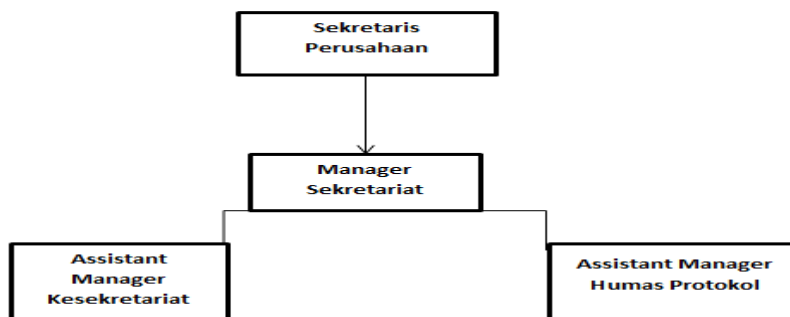 Sekretaris
Perusahaan
Manager
Sekretariat
Assistant
Manager
Kesekretariat
Assistant Manager
Humas Protokol